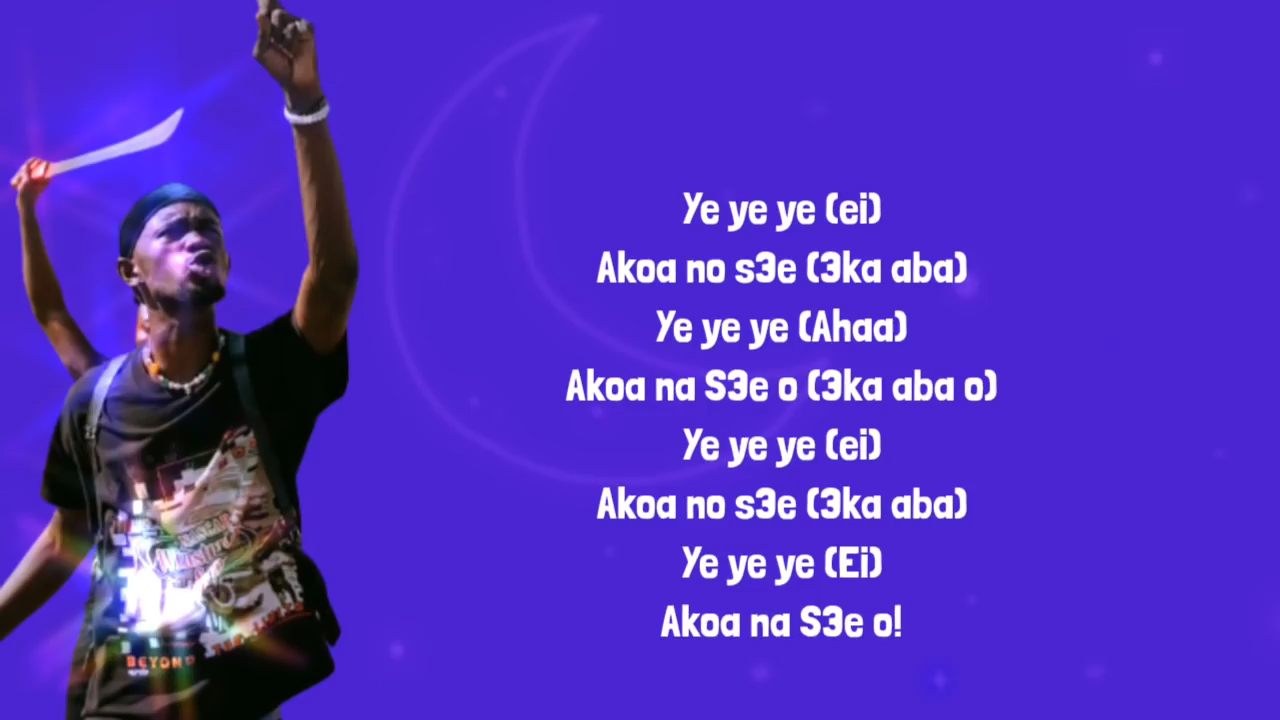 Ye ye ye (ei)
Akoa no s3e (3ka aba)
Ye ye ye (Ahaa)
Akoa na S3e o (3ka aba o)
Ye ye ye (ei)
Akoa no s3e (3ka aba)
Ye ye ye (Ei)
Akoa na S3e o!
BEYOND